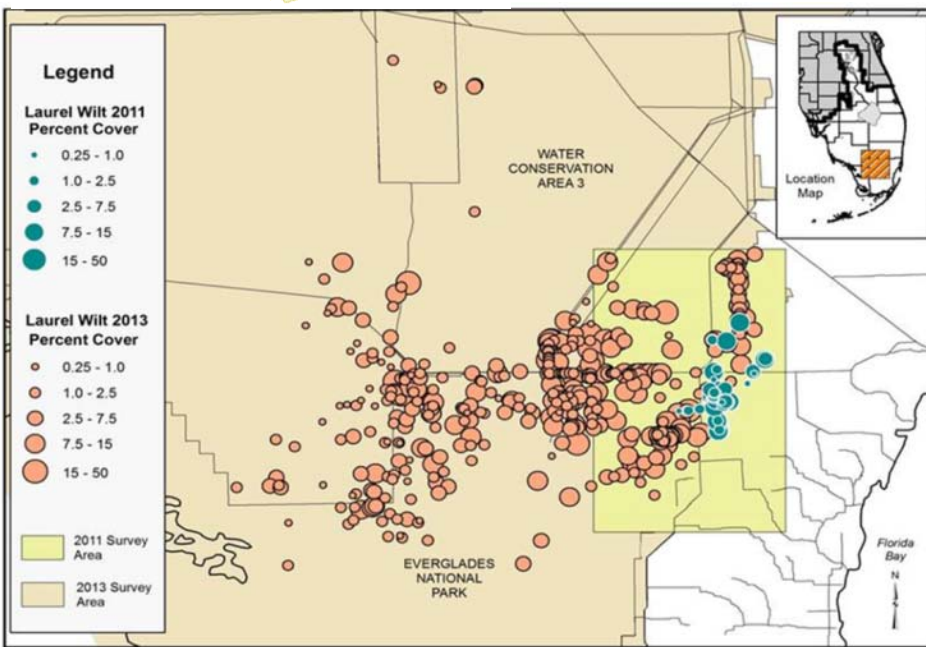 Legend
Laurel Wilt 2011
Percent Cover
0.25 - 1.0
1.0 - 2.5
2.5 - 7.5
7.5 - 15
15 - 50
Laurel Wilt 2013
Percent Cover
0.25 - 1.0
1.0 - 2.5
2.5 - 7.5
7.5 - 15
15 - 50
2011 Survey
Area
2013 Survey
Area
WATER
CONSERVATION
AREA 3
EVERGLADES
NATIONAL
PARK
Location
Map
Florida
Bay
N